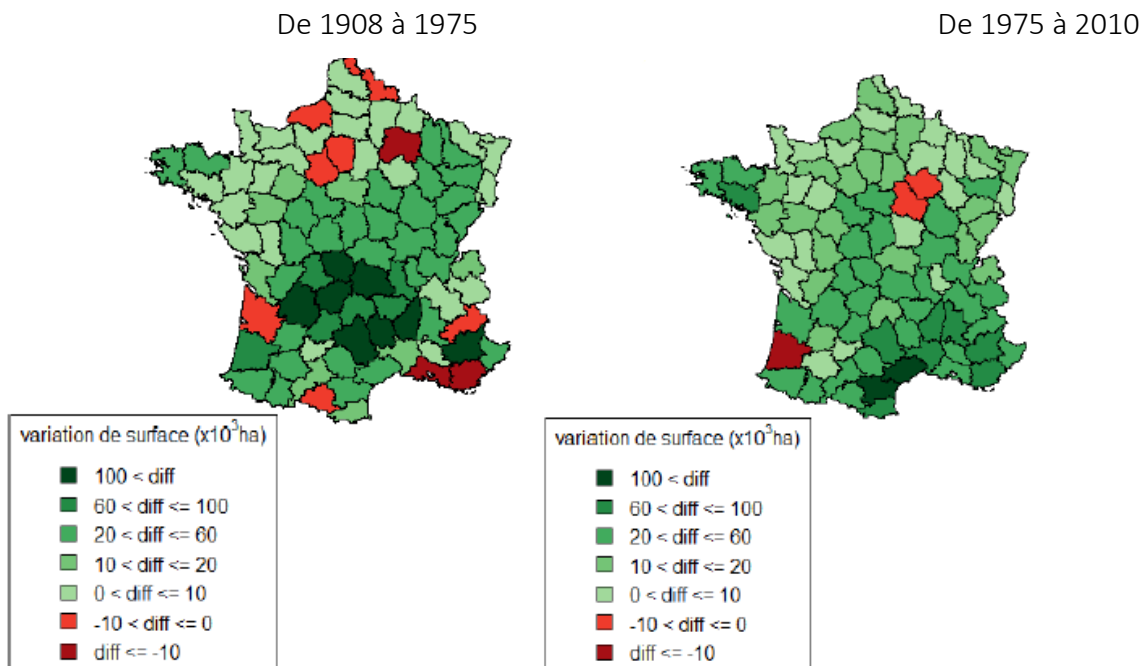 De 1908 à 1975
De 1975 à 2010
variation de surface (x10³ha)
100 < diff
60 < diff <= 100
20 < diff <= 60
10 < diff <= 20
0 < diff <= 10
-10 < diff <= 0
diff <= -10
variation de surface (x10³ha)
100 < diff
60 < diff <= 100
20 < diff <= 60
10 < diff <= 20
0 < diff <= 10
-10 < diff <= 0
diff <= -10